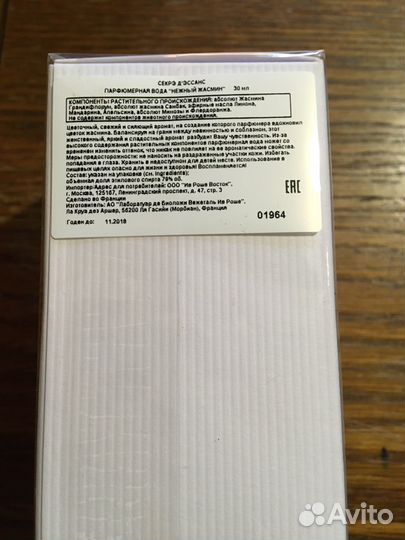 СЕКРЭ Д'ЭССАНС
ПАРФЮМЕРНАЯ ВОДА "НЕЖНЫЙ ЖАСМИН" 30 мл
КОМПОНЕНТЫ РАСТИТЕЛЬНОГО ПРОИСХОЖДЕНИЯ: абсолют Жасмина
Грандифлорум, абсолют жасмина Самбак, эфирные масла Лимона,
Мандарина, Апельсина, абсолют Мимозы и Флердоранжа.
Не содержит компонентов животного происхождения.
Цветочный, свежий и сияющий аромат, на создание которого парфюмера вдохновил
цветок жасмина. Балансируя на грани между невинностью и соблазном, этот
женственный, яркий и сладостный аромат разбудит Вашу чувственность. Из-за
высокого содержания растительных компонентов парфюмерная вода может со
временем изменить оттенок, что никак не повлияет на ее ароматические свойства.
Меры предосторожности: не наносить на раздраженные участки кожи. Избегать
попадания в глаза. Хранить в недоступном для детей месте. Использование в
пищевых целях опасно для жизни и здоровья! Воспламеняется!
Состав: указан на упаковке (см. Ingredients);
объемная доля этилового спирта 79% об.
Импортер-Адрес для потребителей: ООО "Ив Роше Восток".
г. Москва, 125167, Ленинградский проспект, д. 47, стр. 3
Сделано во Франции
Изготовитель: АО "Лаборатуар де Биоложи Вежеталь Ив Роше".
Ла Круа дез Аршер, 56200 Ла Гасийи (Морбиан), Франция
EAC
01964
Годен до: 11.2018
Avito